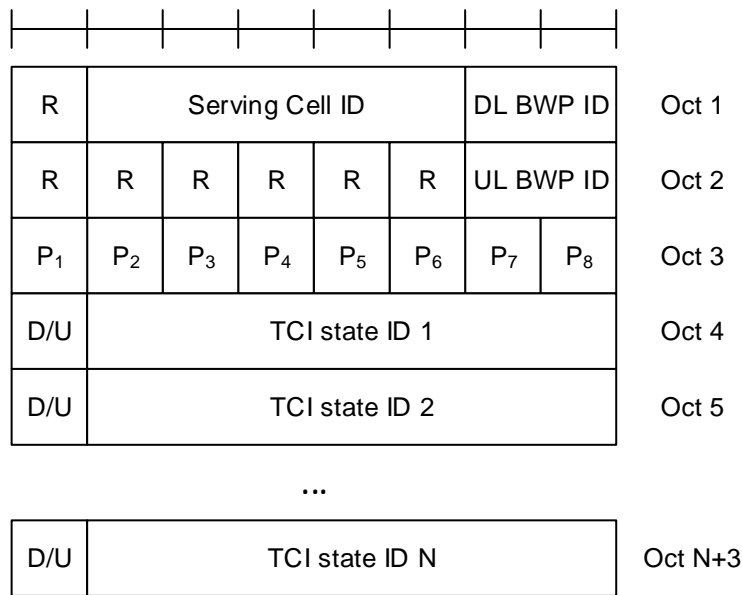 R Serving Cell ID DL BWP ID Oct 1
R R R R R R UL BWP ID Oct 2
P1 P2 P3 P4 P5 P6 P7 P8 Oct 3
D/U TCI state ID 1 Oct 4
D/U TCI state ID 2 Oct 5
...
D/U TCI state ID N Oct N+3